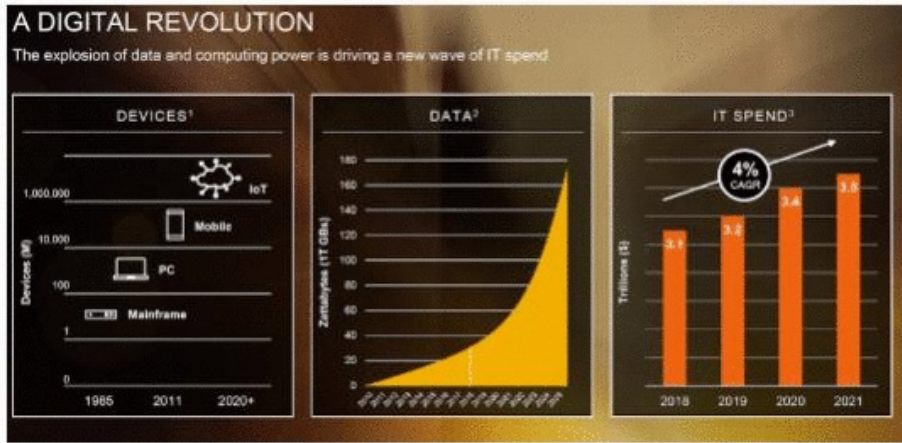 A DIGITAL REVOLUTION
The explosion of data and computing power is driving a new wave of IT spend
DEVICES¹
Devices (M)
1,000,000
10,000
100
1
0
IoT
Mobile
PC
Mainframe
1985 2011 2020+
DATA²
Zettabytes (1T GBs)
180
160
140
120
100
80
60
40
20
0
IT SPEND³
Trillions ($)
4%
CAGR
3.1 3.2 3.4 3.5
2018 2019 2020 2021